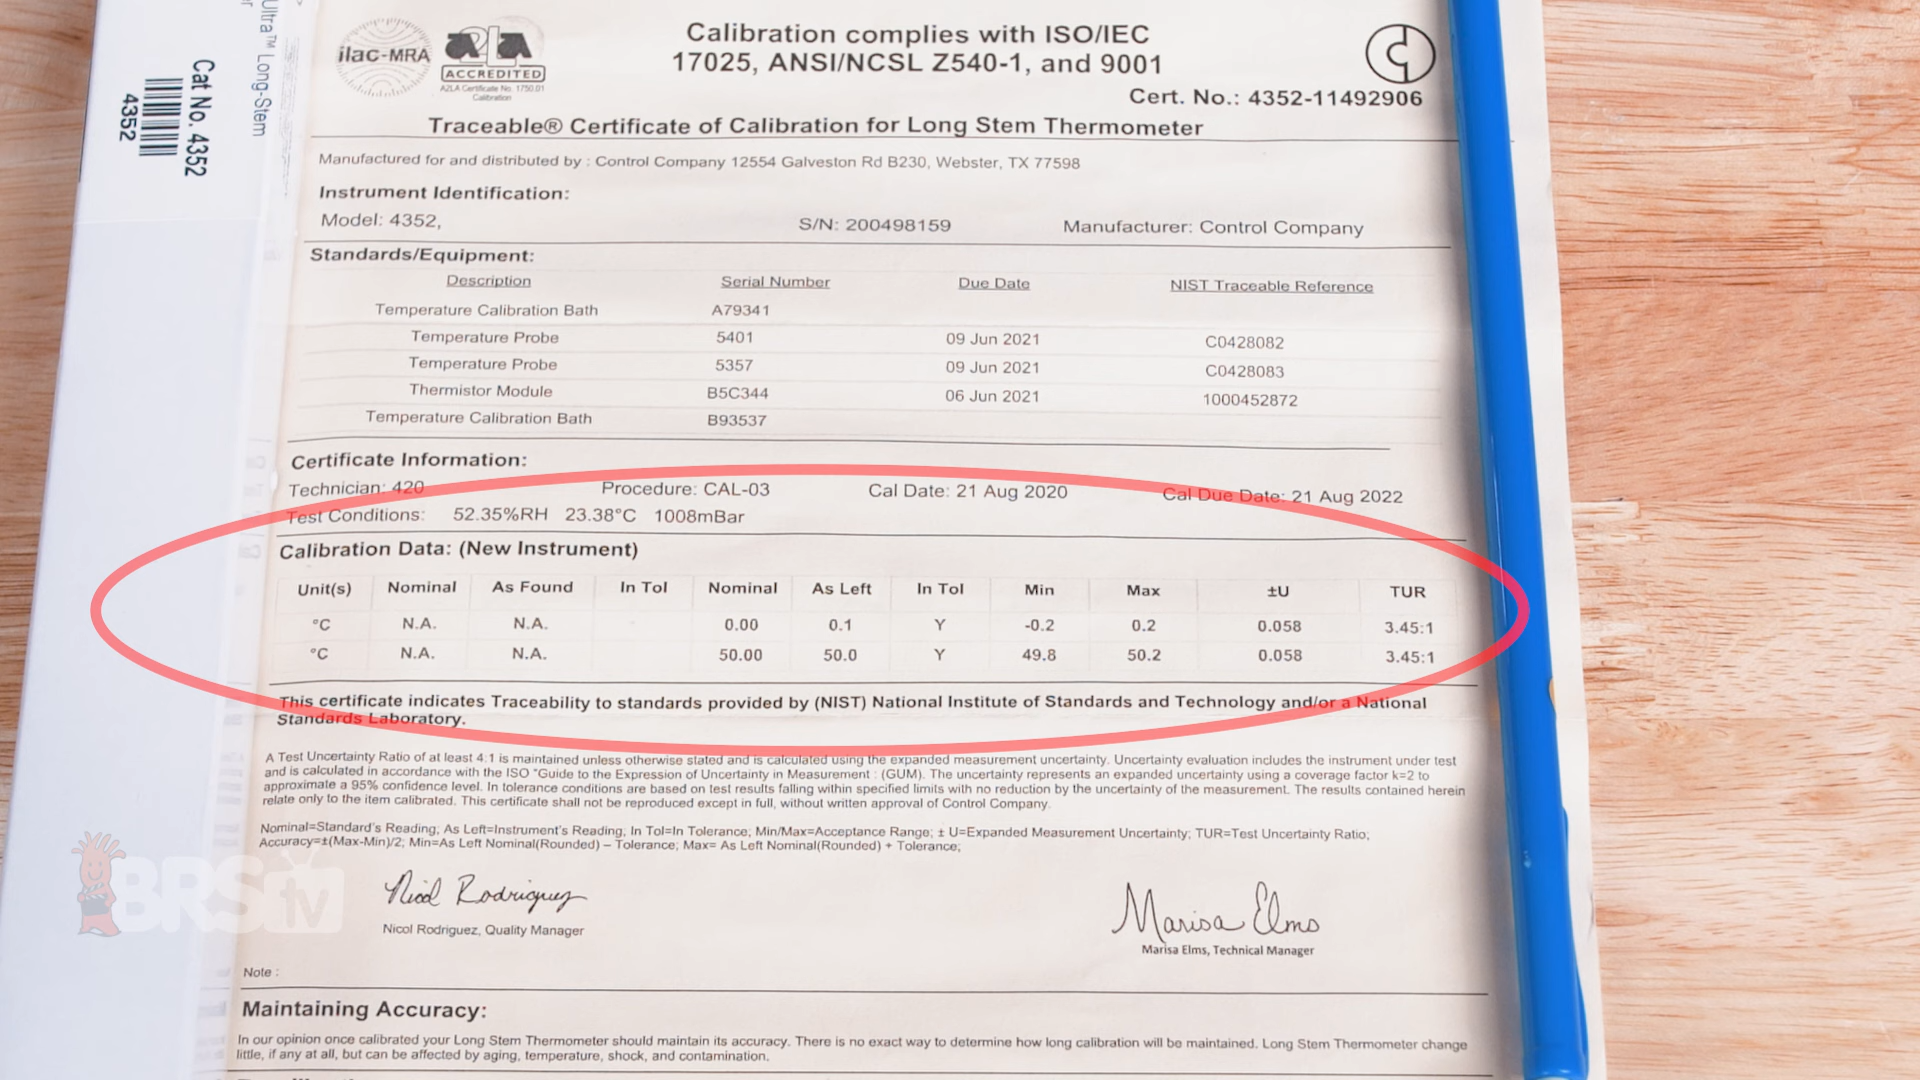 Ultra™ Long-Stem
Cat No. 4352
4352
ilac-MRA
ACCREDITED
A2LA Certificate No. 1750.01
Calibration
Calibration complies with ISO/IEC
17025, ANSI/NCSL Z540-1, and 9001
Cert. No.: 4352-11492906
Traceable® Certificate of Calibration for Long Stem Thermometer
Manufactured for and distributed by : Control Company 12554 Galveston Rd B230, Webster, TX 77598
Instrument Identification:
Model: 4352, S/N: 200498159 Manufacturer: Control Company
Standards/Equipment:
Description Serial Number Due Date NIST Traceable Reference
Temperature Calibration Bath A79341
Temperature Probe 5401 09 Jun 2021 C0428082
Temperature Probe 5357 09 Jun 2021 C0428083
Thermistor Module B5C344 06 Jun 2021 1000452872
Temperature Calibration Bath B93537
Certificate Information:
Technician: 420 Procedure: CAL-03 Cal Date: 21 Aug 2020 Cal Due Date: 21 Aug 2022
Test Conditions: 52.35%RH 23.38°C 1008mBar
Calibration Data: (New Instrument)
Unit(s) Nominal As Found In Tol Nominal As Left In Tol Min Max ±U TUR
°C N.A. N.A. 0.00 0.1 Y -0.2 0.2 0.058 3.45:1
°C N.A. N.A. 50.00 50.0 Y 49.8 50.2 0.058 3.45:1
This certificate indicates Traceability to standards provided by (NIST) National Institute of Standards and Technology and/or a National
Standards Laboratory.
A Test Uncertainty Ratio of at least 4:1 is maintained unless otherwise stated and is calculated using the expanded measurement uncertainty. Uncertainty evaluation includes the instrument under test
and is calculated in accordance with the ISO "Guide to the Expression of Uncertainty in Measurement : (GUM). The uncertainty represents an expanded uncertainty using a coverage factor k=2 to
approximate a 95% confidence level. In tolerance conditions are based on test results falling within specified limits with no reduction by the uncertainty of the measurement. The results contained herein
relate only to the item calibrated. This certificate shall not be reproduced except in full, without written approval of Control Company.
Nominal=Standard's Reading; As Left=Instrument's Reading; In Tol=In Tolerance; Min/Max=Acceptance Range; ± U=Expanded Measurement Uncertainty; TUR=Test Uncertainty Ratio;
Accuracy=±(Max-Min)/2; Min=As Left Nominal(Rounded) – Tolerance; Max= As Left Nominal(Rounded) + Tolerance;
Nicol Rodriguez
Marisa Elms
Nicol Rodriguez, Quality Manager
Marisa Elms, Technical Manager
BRStv
Note :
Maintaining Accuracy:
In our opinion once calibrated your Long Stem Thermometer should maintain its accuracy. There is no exact way to determine how long calibration will be maintained. Long Stem Thermometer change
little, if any at all, but can be affected by aging, temperature, shock, and contamination.